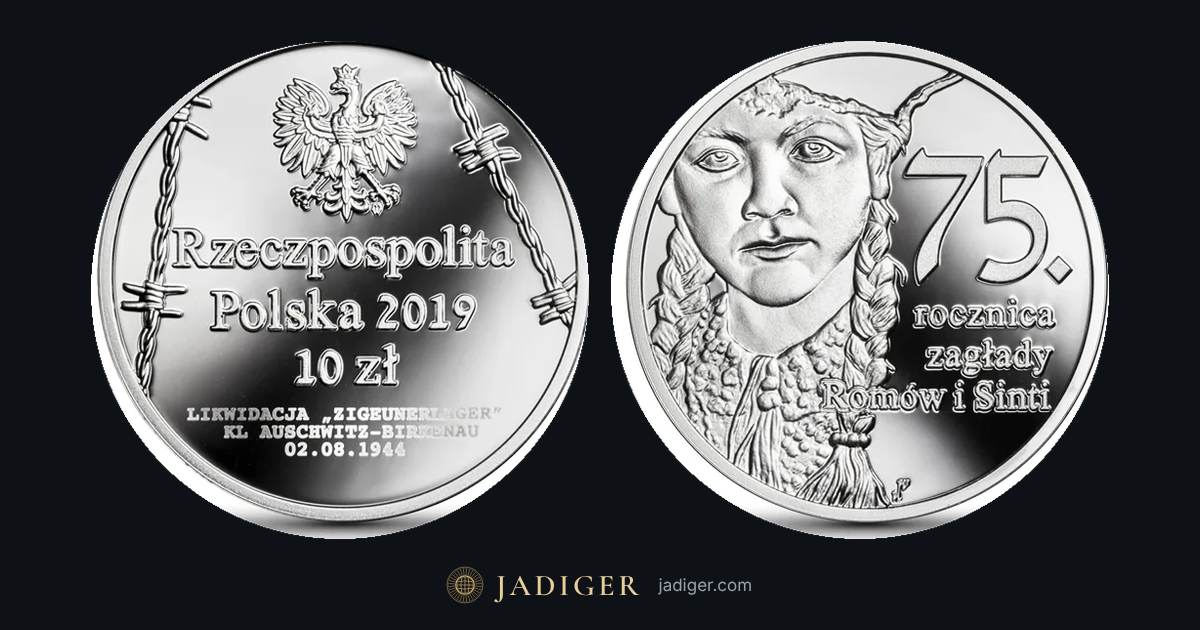 Rzeczpospolita
Polska 2019
10 zł
LIKWIDACJA „ZIGEUNERLAGER”
KL AUSCHWITZ-BIRKENAU
02.08.1944
75.
rocznica
zagłady
Romów i Sinti
JADIGER jadiger.com